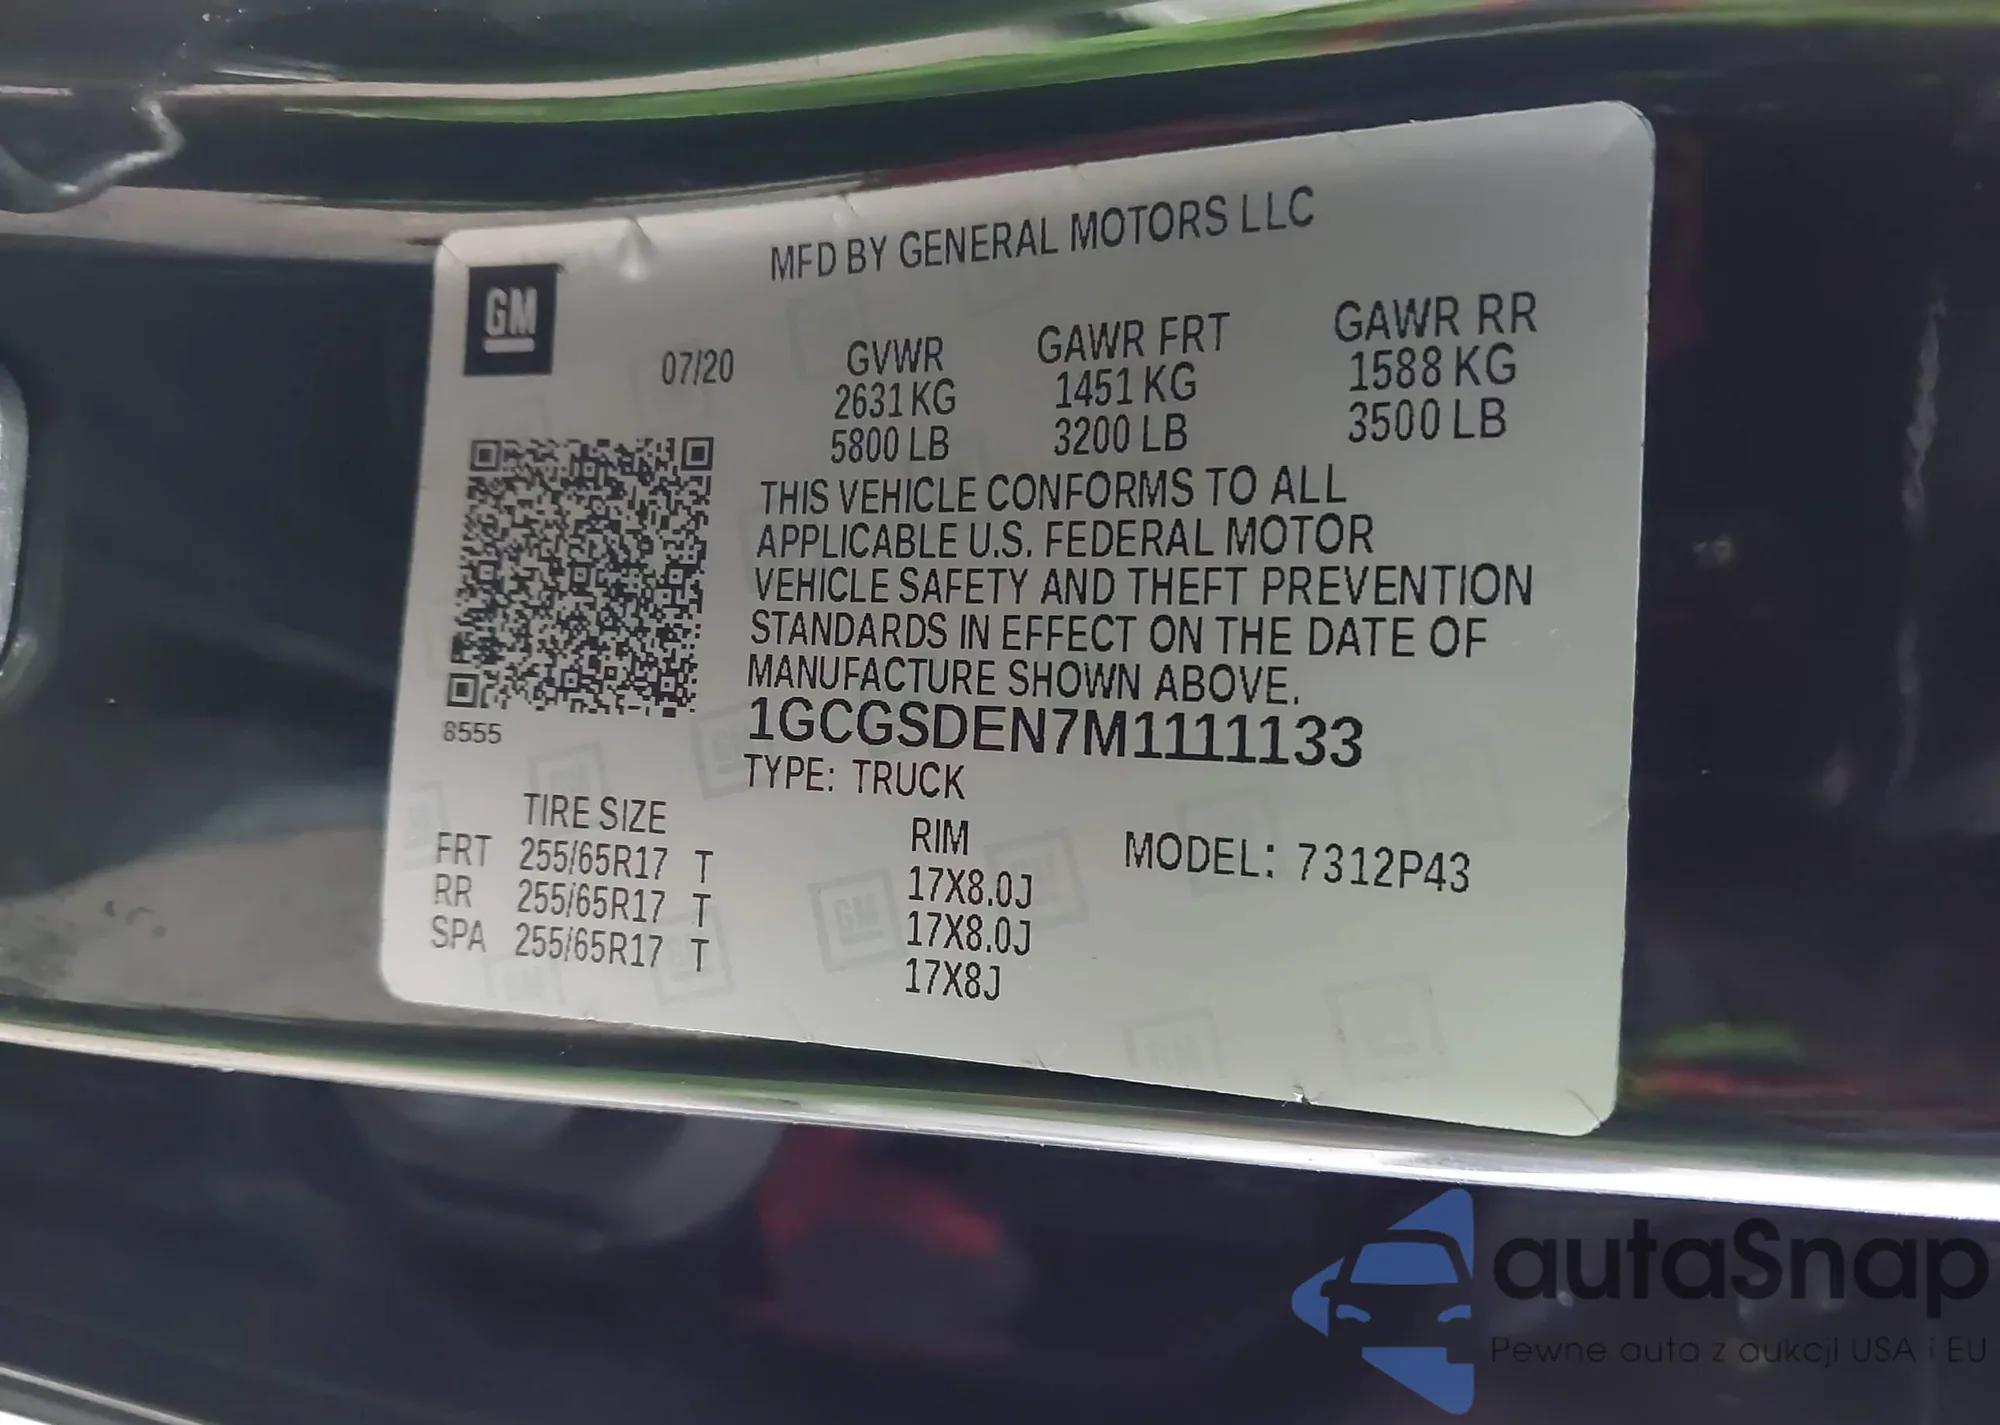 MFD BY GENERAL MOTORS LLC
GM
07/20
GVWR GAWR FRT GAWR RR
2631 KG 1451 KG 1588 KG
5800 LB 3200 LB 3500 LB
THIS VEHICLE CONFORMS TO ALL
APPLICABLE U.S. FEDERAL MOTOR
VEHICLE SAFETY AND THEFT PREVENTION
STANDARDS IN EFFECT ON THE DATE OF
MANUFACTURE SHOWN ABOVE.
8555
1GCGSDEN7M1111133
TYPE: TRUCK
TIRE SIZE RIM MODEL: 7312P43
FRT 255/65R17 T 17X8.0J
RR 255/65R17 T 17X8.0J
SPA 255/65R17 T 17X8J
autaSnap
Pewne auta z aukcji USA i EU